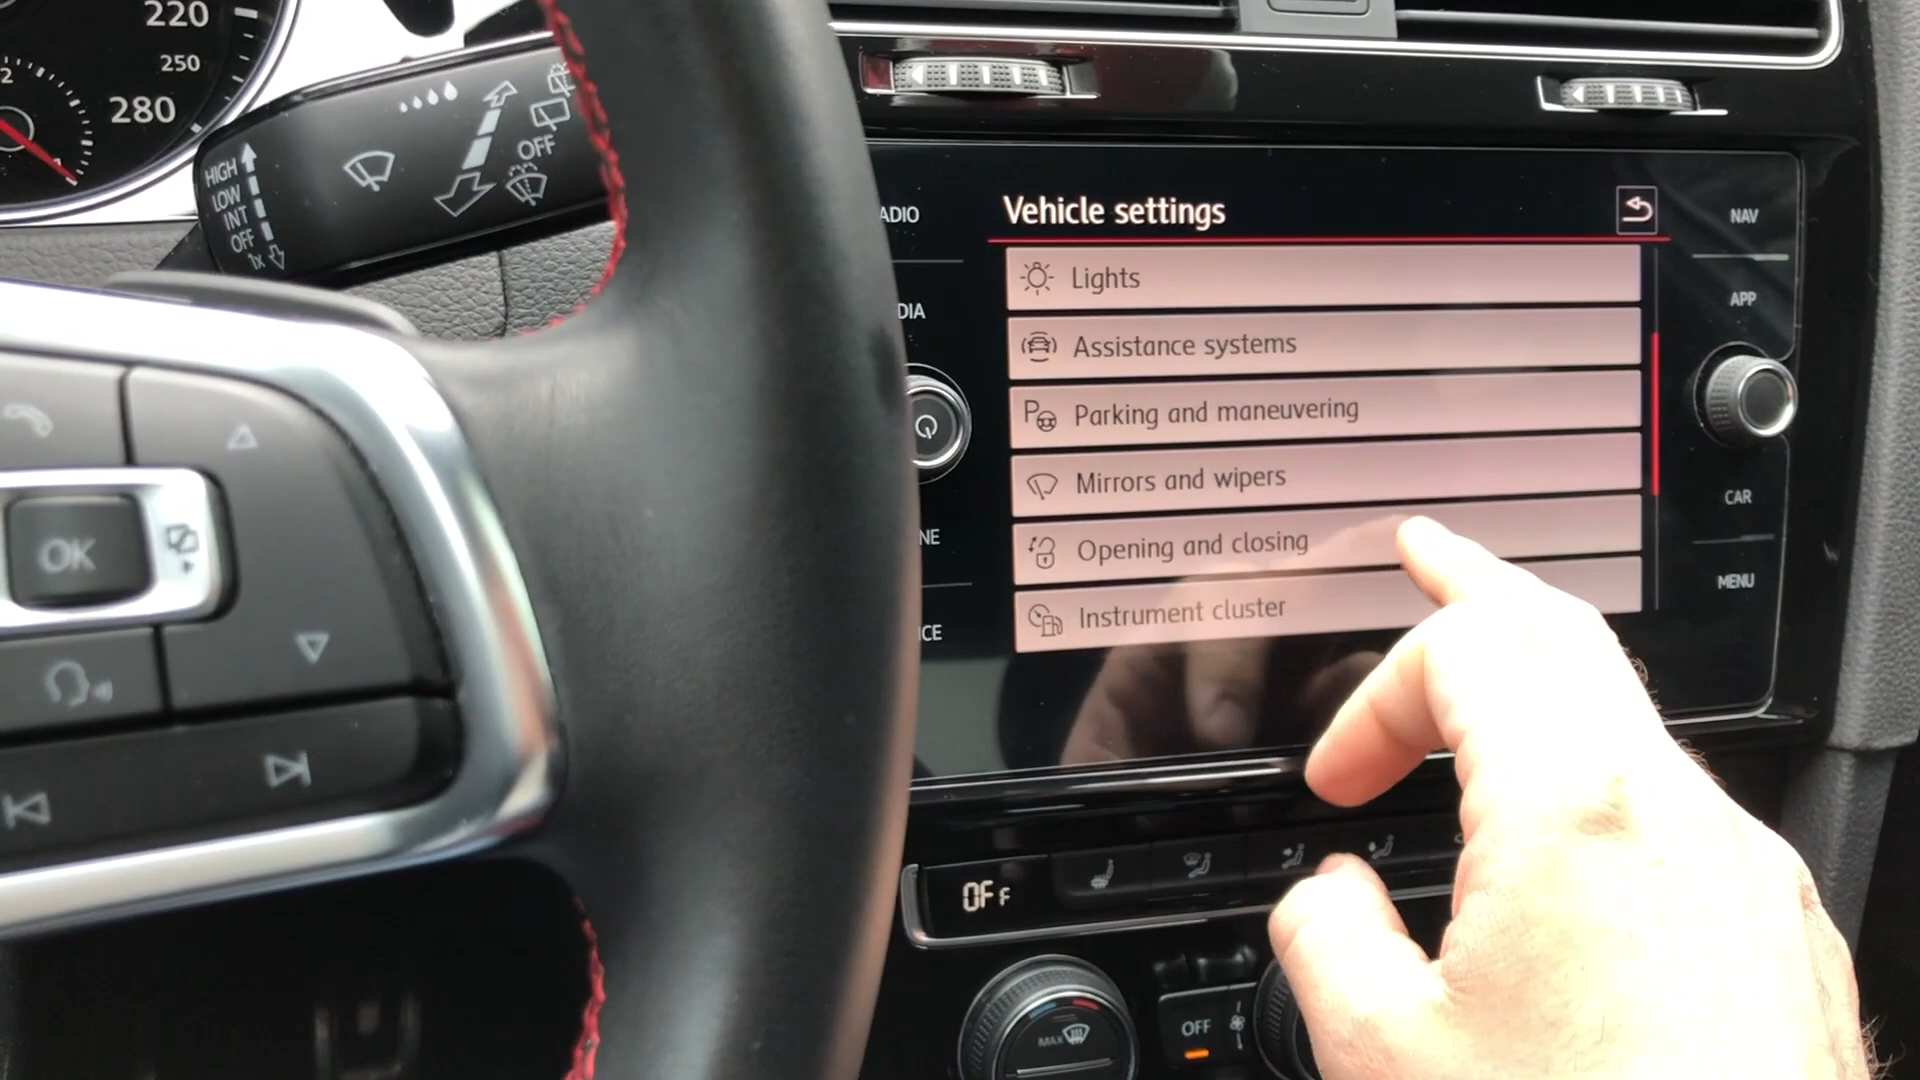 220
250
280
2
HIGH
LOW
INT
OFF
1x
OFF
OK
ADIO
DIA
NE
ICE
Vehicle settings
Lights
Assistance systems
Parking and maneuvering
Mirrors and wipers
Opening and closing
Instrument cluster
NAV
APP
CAR
MENU
OFF
MAX
OFF